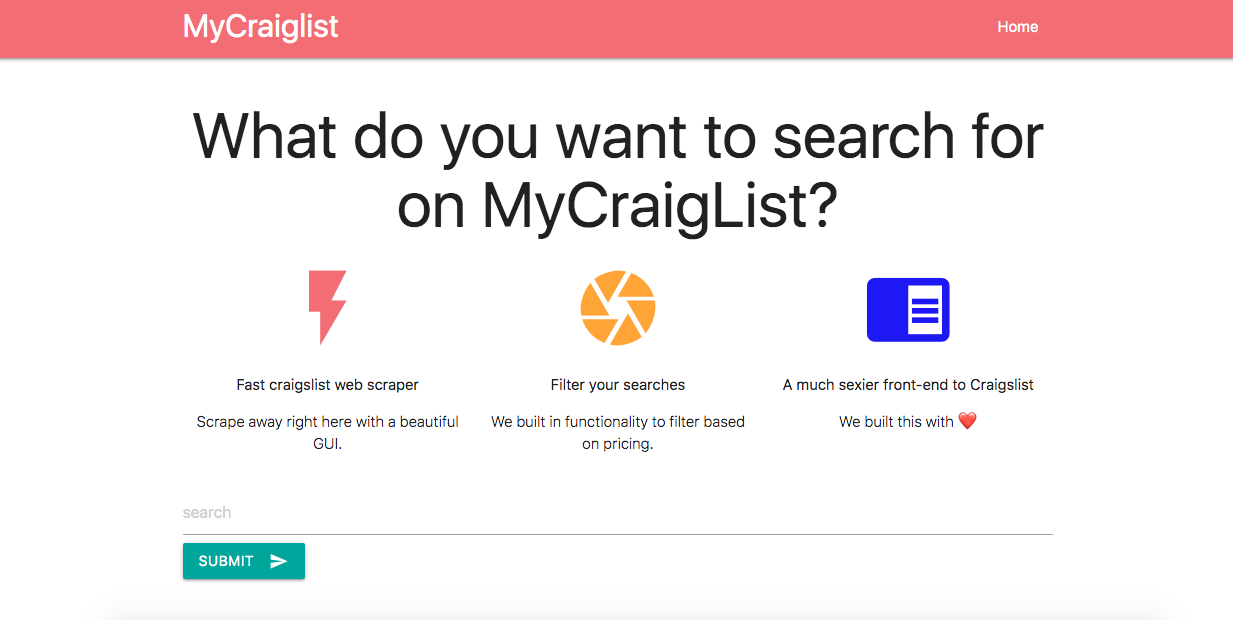 MyCraiglist
Home
What do you want to search for
on MyCraigList?
Fast craigslist web scraper
Scrape away right here with a beautiful
GUI.
Filter your searches
We built in functionality to filter based
on pricing.
A much sexier front-end to Craigslist
We built this with ❤️
search
SUBMIT